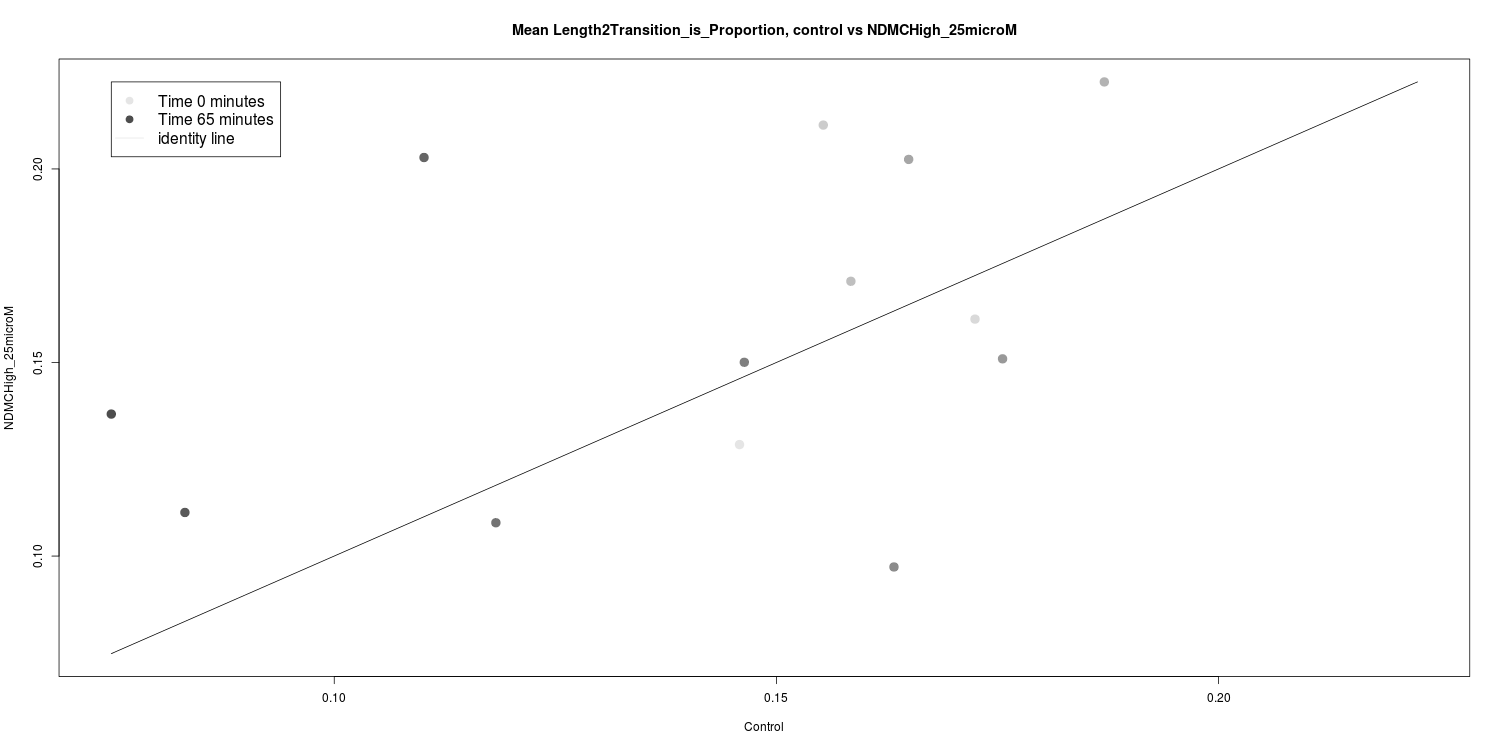 Mean Length2Transition_is_Proportion, control vs NDMCHigh_25microM
Time 0 minutes
Time 65 minutes
identity line
NDMCHigh_25microM
0.20
0.15
0.10
0.10
0.15
0.20
Control